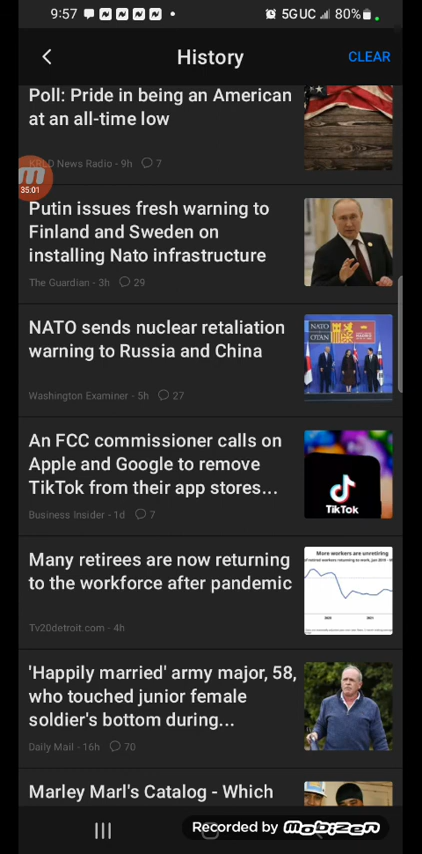 9:57
5GUC
80%
History
CLEAR
Poll: Pride in being an American
at an all-time low
KRLD News Radio - 9h 7
35:01
Putin issues fresh warning to
Finland and Sweden on
installing Nato infrastructure
The Guardian - 3h 29
NATO sends nuclear retaliation
warning to Russia and China
Washington Examiner - 5h 27
NATO
OTAN
An FCC commissioner calls on
Apple and Google to remove
TikTok from their app stores...
Business Insider - 1d 7
TikTok
Many retirees are now returning
to the workforce after pandemic
Tv20detroit.com - 4h
More workers are unretiring
2020
2021
'Happily married' army major, 58,
who touched junior female
soldier's bottom during...
Daily Mail - 16h 70
Marley Marl's Catalog - Which
Recorded by Mobizen